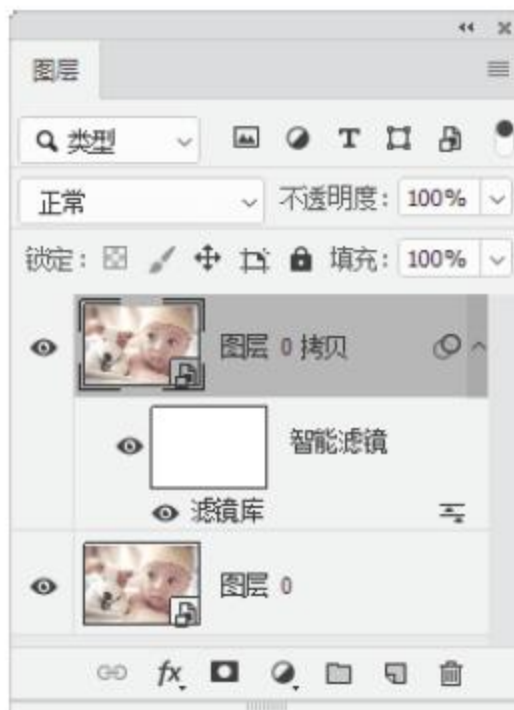 图层
类型 T
正常 不透明度: 100%
锁定: 填充: 100%
图层 0 拷贝
智能滤镜
滤镜库
图层 0
fx